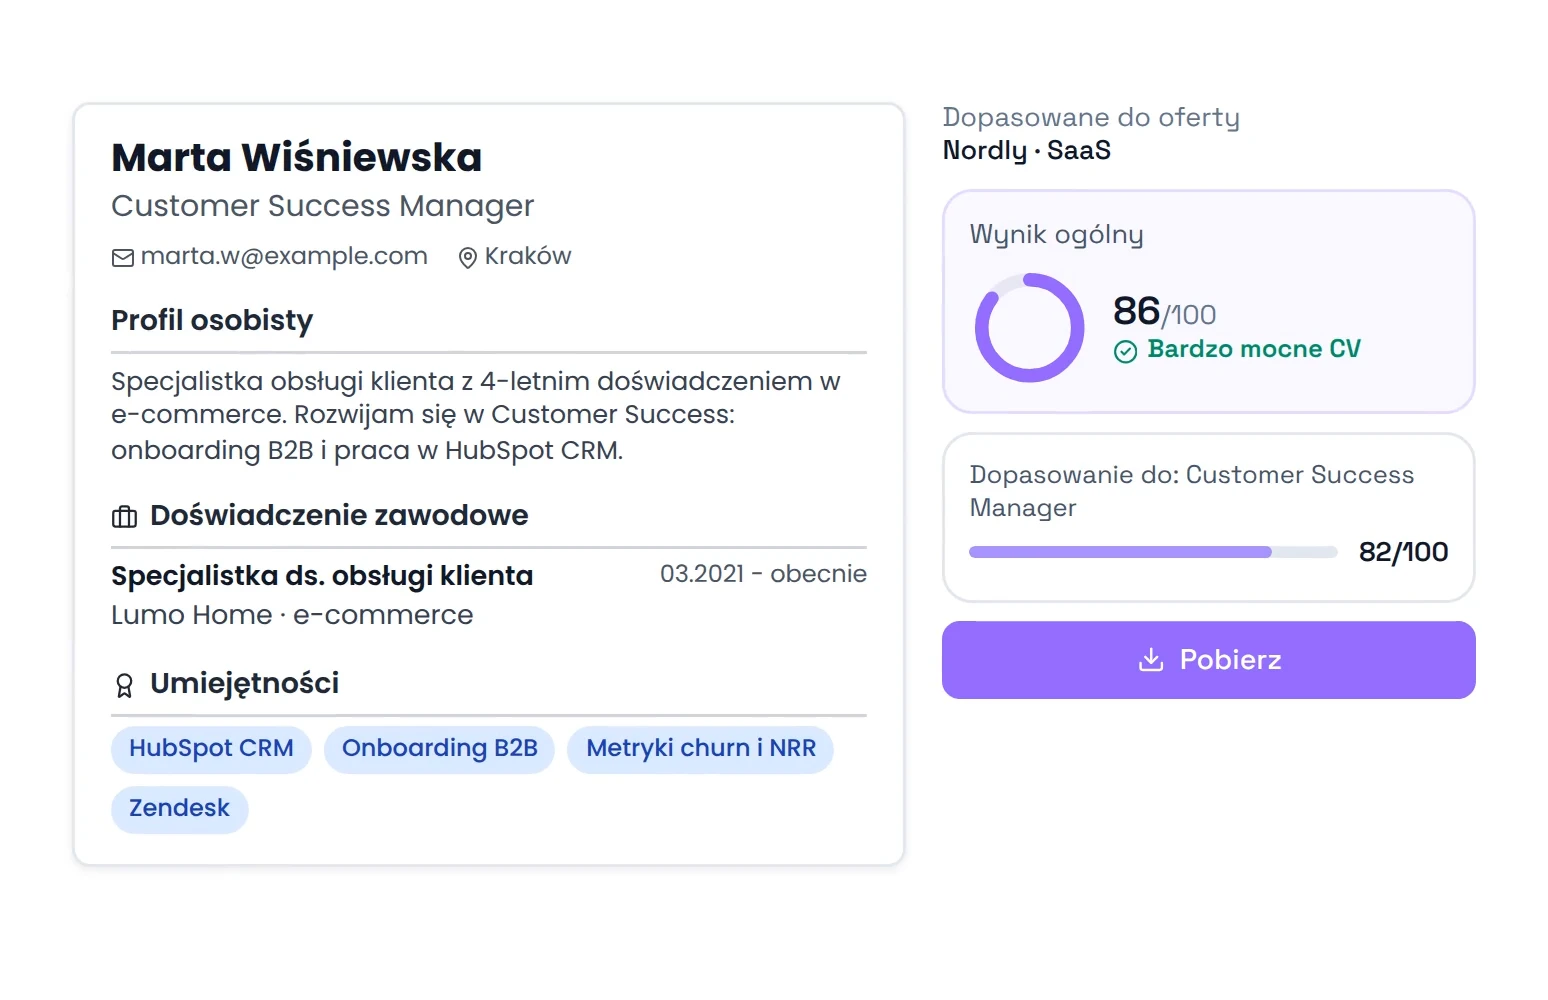 Marta Wiśniewska
Customer Success Manager
marta.w@example.com Kraków
Profil osobisty
Specjalistka obsługi klienta z 4-letnim doświadczeniem w
e-commerce. Rozwijam się w Customer Success:
onboarding B2B i praca w HubSpot CRM.
Doświadczenie zawodowe
Specjalistka ds. obsługi klienta 03.2021 - obecnie
Lumo Home · e-commerce
Umiejętności
HubSpot CRM Onboarding B2B Metryki churn i NRR
Zendesk
Dopasowane do oferty
Nordly · SaaS
Wynik ogólny
86/100
Bardzo mocne CV
Dopasowanie do: Customer Success
Manager
82/100
Pobierz